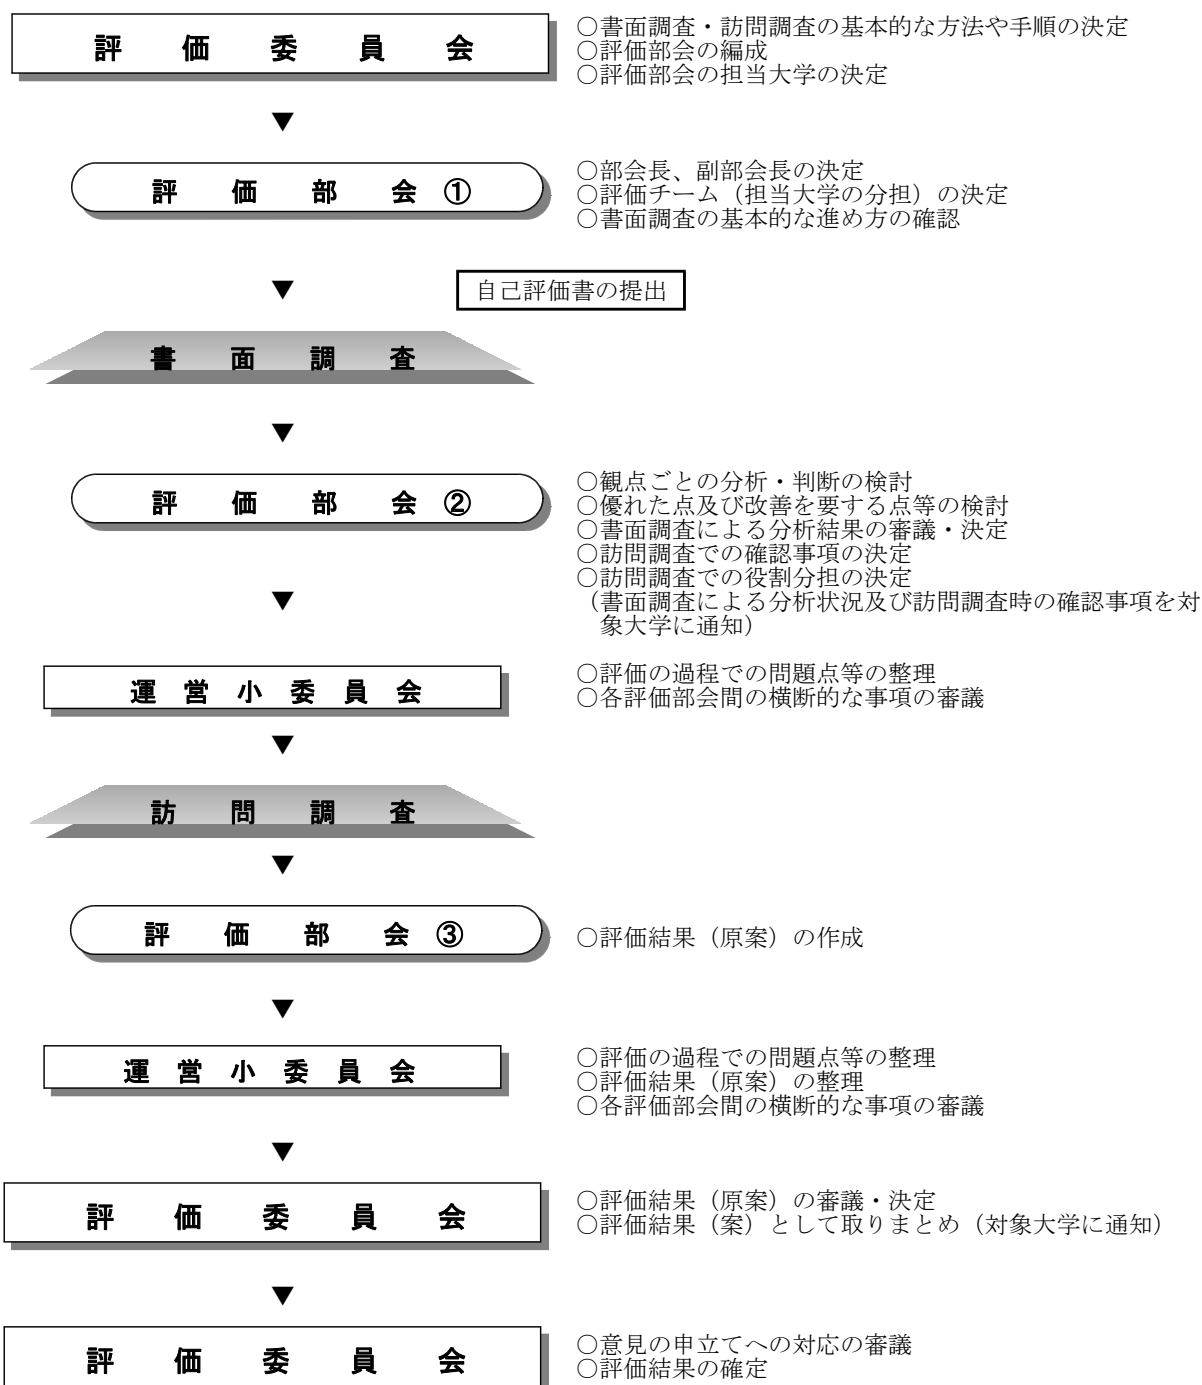 評価委員会
○書面調査・訪問調査の基本的な方法や手順の決定
○評価部会の編成
○評価部会の担当大学の決定
▼
評価部会①
○部会長、副部会長の決定
○評価チーム（担当大学の分担）の決定
○書面調査の基本的な進め方の確認
▼
自己評価書の提出
書面調査
▼
評価部会②
○観点ごとの分析・判断の検討
○優れた点及び改善を要する点等の検討
○書面調査による分析結果の審議・決定
○訪問調査での確認事項の決定
○訪問調査での役割分担の決定
（書面調査による分析状況及び訪問調査時の確認事項を対
象大学に通知）
▼
運営小委員会
○評価の過程での問題点等の整理
○各評価部会間の横断的な事項の審議
▼
訪問調査
▼
評価部会③
○評価結果（原案）の作成
▼
運営小委員会
○評価の過程での問題点等の整理
○評価結果（原案）の整理
○各評価部会間の横断的な事項の審議
▼
評価委員会
○評価結果（原案）の審議・決定
○評価結果（案）として取りまとめ（対象大学に通知）
▼
評価委員会
○意見の申立てへの対応の審議
○評価結果の確定